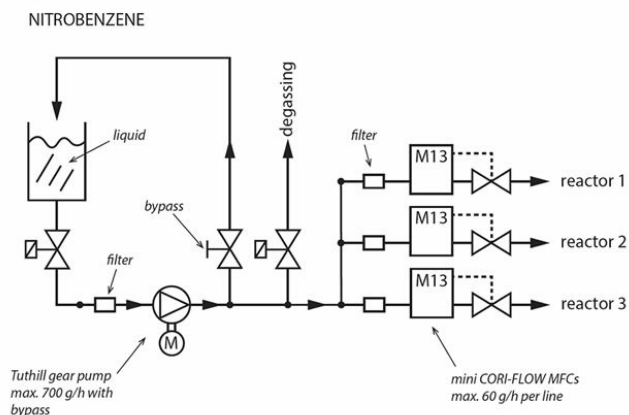 NITROBENZENE
liquid
filter
bypass
degassing
filter
M13
reactor 1
M13
reactor 2
M13
reactor 3
M
Tuthill gear pump
max. 700 g/h with
bypass
mini CORI-FLOW MFCs
max. 60 g/h per line